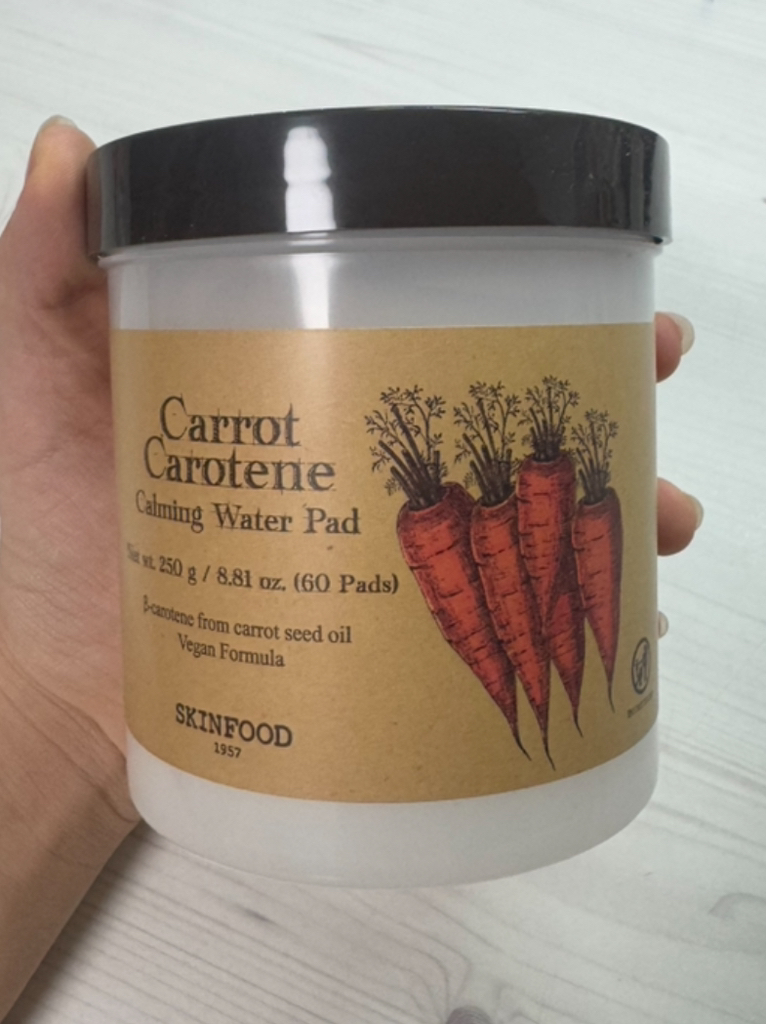 Carrot
Carotene
Calming Water Pad
Net wt. 250 g / 8.81 oz. (60 Pads)
β-carotene from carrot seed oil
Vegan Formula
SKINFOOD
1957